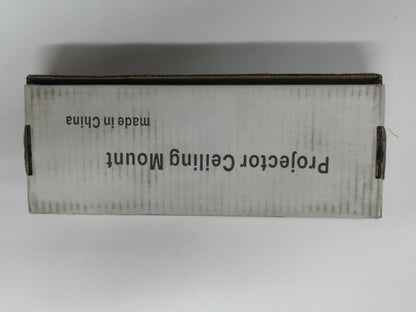 Projector Ceiling Mount
made in China